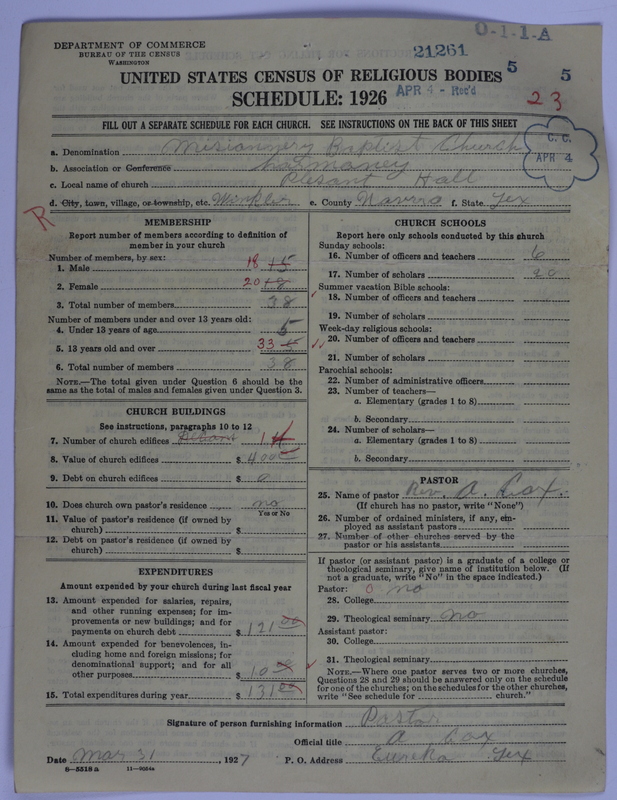 O-1-1-A
DEPARTMENT OF COMMERCE
BUREAU OF THE CENSUS
WASHINGTON
21261
UNITED STATES CENSUS OF RELIGIOUS BODIES 5 5
SCHEDULE: 1926 APR 4 - Rec'd 23
FILL OUT A SEPARATE SCHEDULE FOR EACH CHURCH. SEE INSTRUCTIONS ON THE BACK OF THIS SHEET
C. C.
APR 4
a. Denomination Misionnery Baptist Church
b. Association or Conference
c. Local name of church Plesant Hall
d. City, town, village, or township, etc. Winkler e. County Navaro f. State. Tex
R
MEMBERSHIP
Report number of members according to definition of
member in your church
Number of members, by sex:
1. Male 18 15
2. Female 20 18
3. Total number of members 38
Number of members under and over 13 years old:
4. Under 13 years of age 5
5. 13 years old and over 33
6. Total number of members 38
NOTE.—The total given under Question 6 should be the
same as the total of males and females given under Question 3.
CHURCH BUILDINGS
See instructions, paragraphs 10 to 12
7. Number of church edifices 1
8. Value of church edifices $ 400
9. Debt on church edifices $ 0
10. Does church own pastor's residence no
Yes or No
11. Value of pastor's residence (if owned by
church) $
12. Debt on pastor's residence (if owned by
church) $
EXPENDITURES
Amount expended by your church during last fiscal year
13. Amount expended for salaries, repairs,
and other running expenses; for im-
provements or new buildings; and for
payments on church debt $ 121 00
14. Amount expended for benevolences, in-
cluding home and foreign missions; for
denominational support; and for all
other purposes $ 10
15. Total expenditures during year $ 131 00
CHURCH SCHOOLS
Report here only schools conducted by this church
Sunday schools:
16. Number of officers and teachers 6
17. Number of scholars 20
Summer vacation Bible schools:
18. Number of officers and teachers
19. Number of scholars
Week-day religious schools:
20. Number of officers and teachers
21. Number of scholars
Parochial schools:
22. Number of administrative officers
23. Number of teachers—
a. Elementary (grades 1 to 8)
b. Secondary
24. Number of scholars—
a. Elementary (grades 1 to 8)
b. Secondary
PASTOR
25. Name of pastor Rev. A. Cox.
(If church has no pastor, write "None")
26. Number of ordained ministers, if any, em-
ployed as assistant pastors
27. Number of other churches served by the
pastor or his assistants
If pastor (or assistant pastor) is a graduate of a college or
theological seminary, give name of institution below. (If
not a graduate, write "No" in the space indicated.)
Pastor: 0 no
28. College
29. Theological seminary no
Assistant pastor:
30. College
31. Theological seminary
NOTE.—Where one pastor serves two or more churches,
Questions 28 and 29 should be answered only on the schedule
for one of the churches; on the schedules for the other churches,
write "See schedule for church."
Signature of person furnishing information Pastor
Official title A Cox
Date Mar 31, 1927 P. O. Address Eureka Tex
8-5518 a 11-9024a